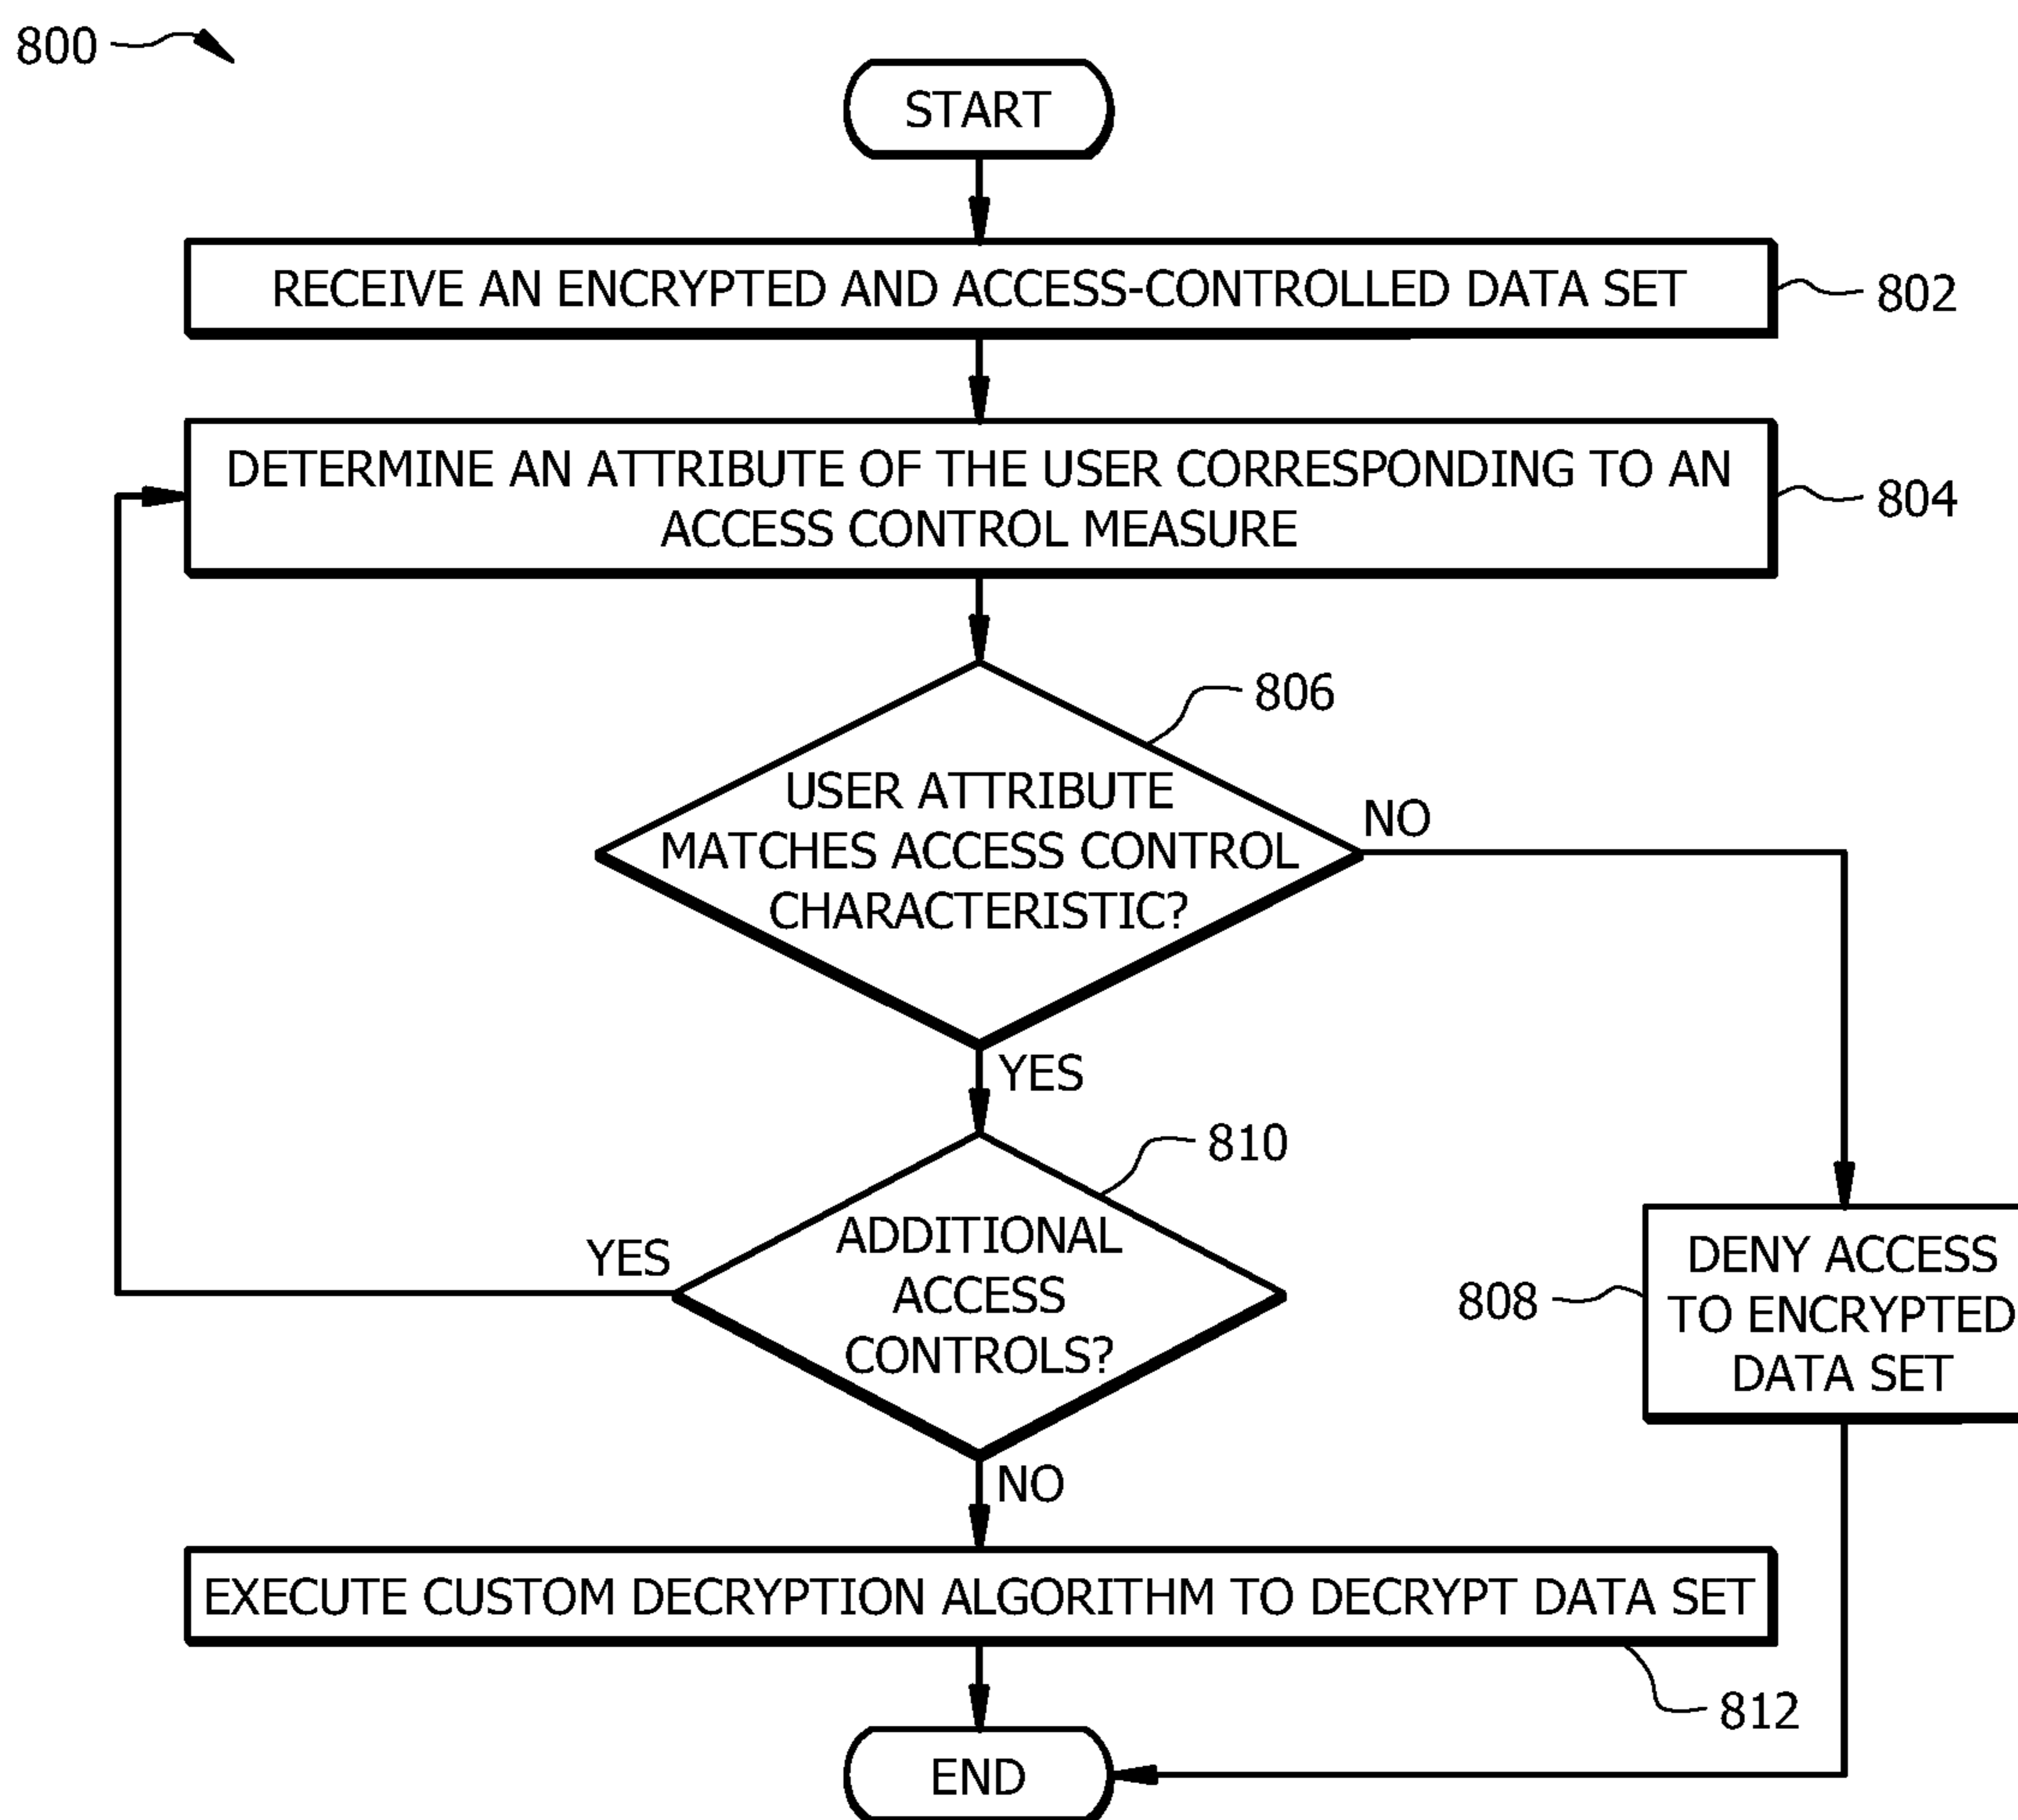 800
START
RECEIVE AN ENCRYPTED AND ACCESS-CONTROLLED DATA SET
802
DETERMINE AN ATTRIBUTE OF THE USER CORRESPONDING TO AN
ACCESS CONTROL MEASURE
804
806
USER ATTRIBUTE
MATCHES ACCESS CONTROL
CHARACTERISTIC?
NO
YES
810
ADDITIONAL
ACCESS
CONTROLS?
YES
808
DENY ACCESS
TO ENCRYPTED
DATA SET
NO
EXECUTE CUSTOM DECRYPTION ALGORITHM TO DECRYPT DATA SET
812
END